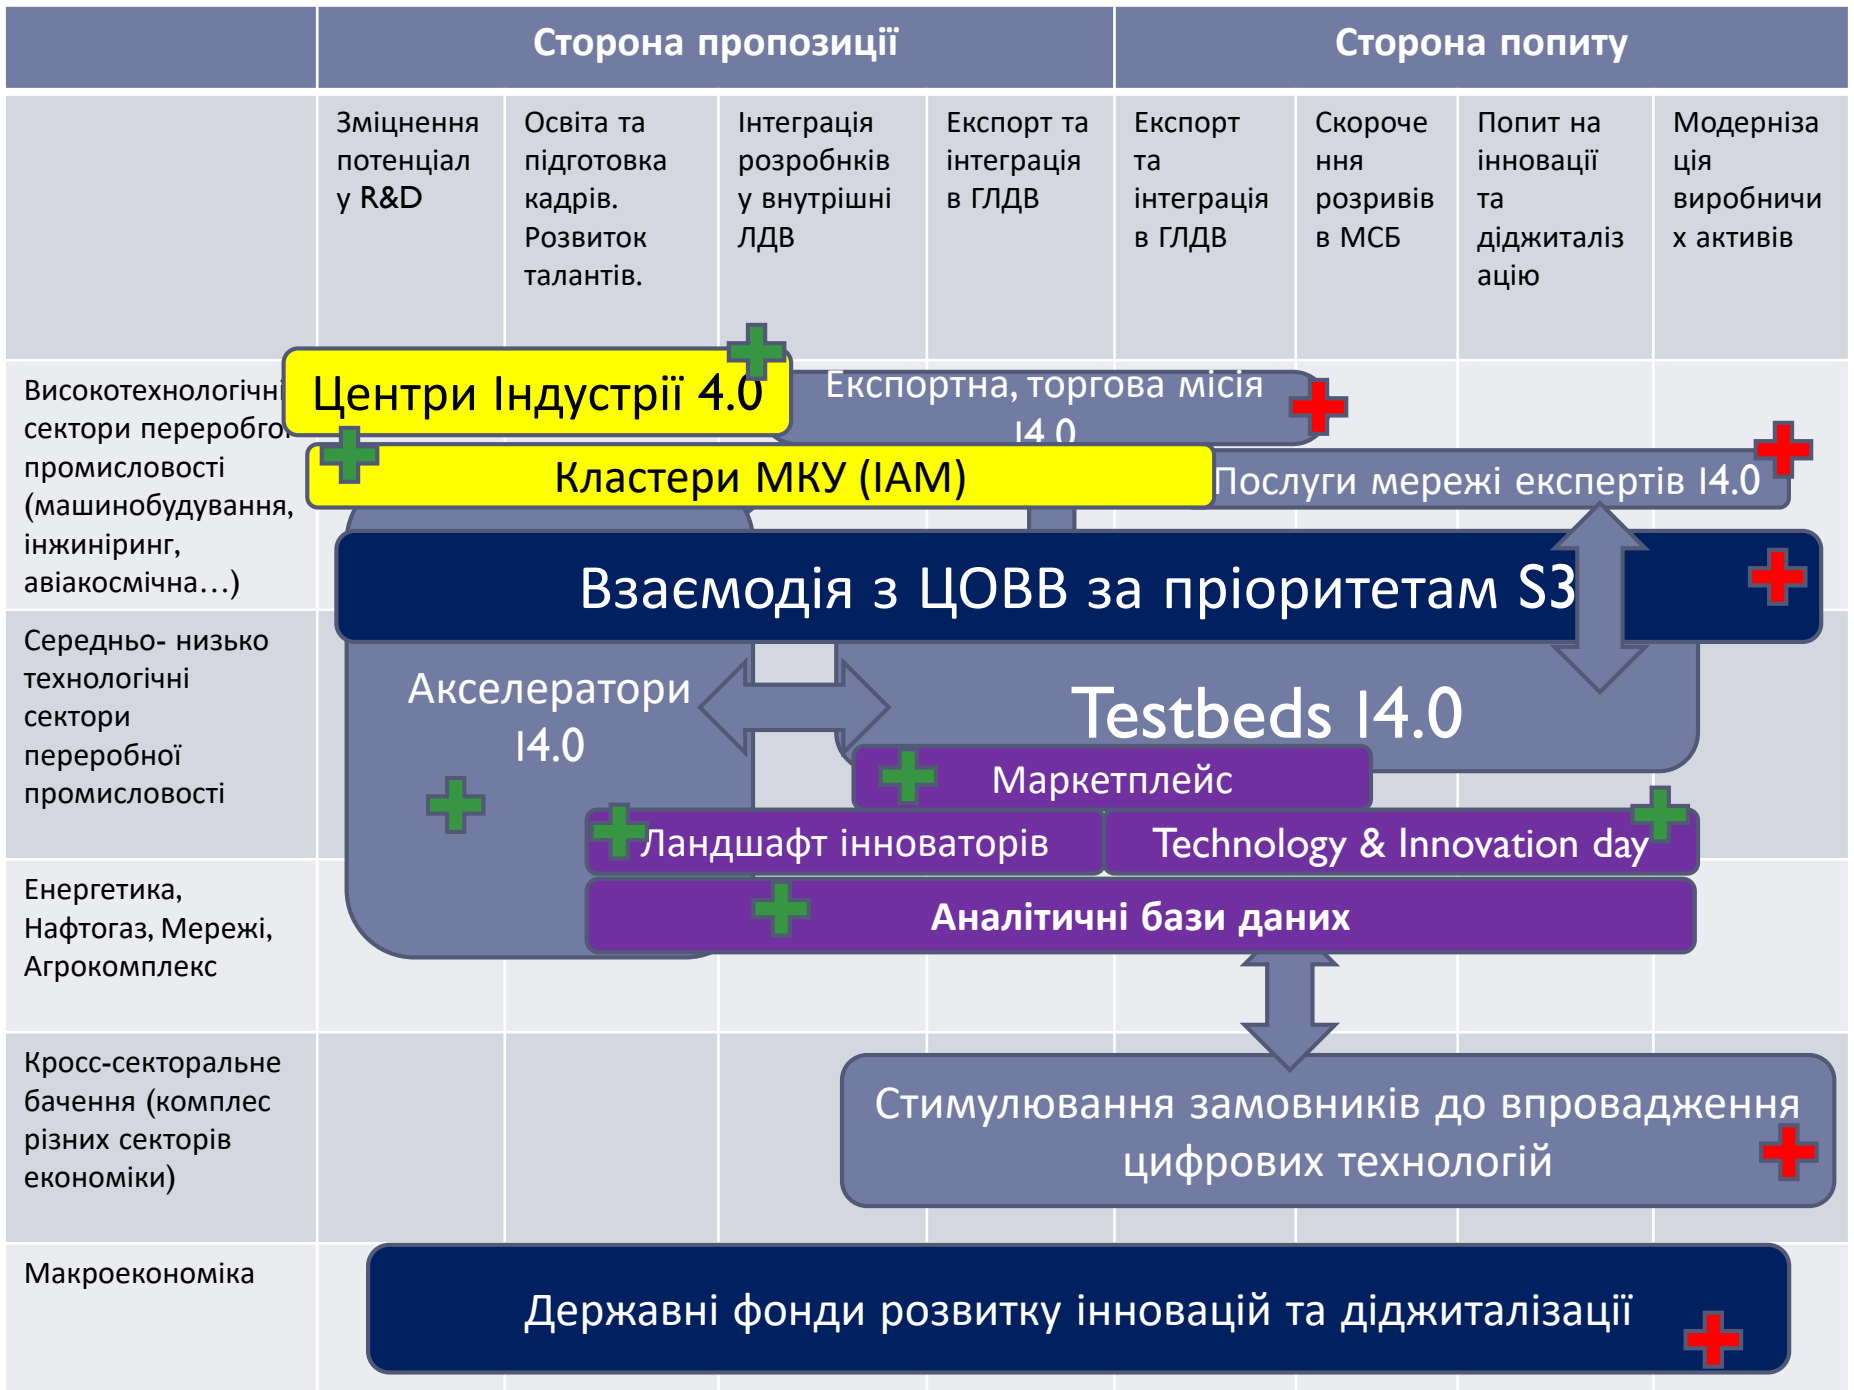 Сторона пропозиції
Сторона попиту
Зміцнення
потенціал
у R&D
Освіта та
підготовка
кадрів.
Розвиток
талантів.
Інтеграція
розробнків
у внутрішні
ЛДВ
Експорт та
інтеграція
в ГЛДВ
Експорт
та
інтеграція
в ГЛДВ
Скороче
ння
розривів
в МСБ
Попит на
інновації
та
діджиталіз
ацію
Модерніза
ція
виробничи
х активів
Високотехнологічні
сектори переробгої
промисловості
(машинобудування,
інжиніринг,
авіакосмічна…)
Центри Індустрії 4.0
Експортна, торгова місія
І4.0
Кластери МКУ (ІАМ)
Послуги мережі експертів І4.0
Взаємодія з ЦОВВ за пріоритетам S3
Середньо- низько
технологічні
сектори
переробної
промисловості
Акселератори
І4.0
Testbeds І4.0
Маркетплейс
Ландшафт інноваторів
Technology & Innovation day
Енергетика,
Нафтогаз, Мережі,
Агрокомплекс
Аналітичні бази даних
Кросс-секторальне
бачення (комплес
різних секторів
економіки)
Стимулювання замовників до впровадження
цифрових технологій
Макроекономіка
Державні фонди розвитку інновацій та діджиталізації